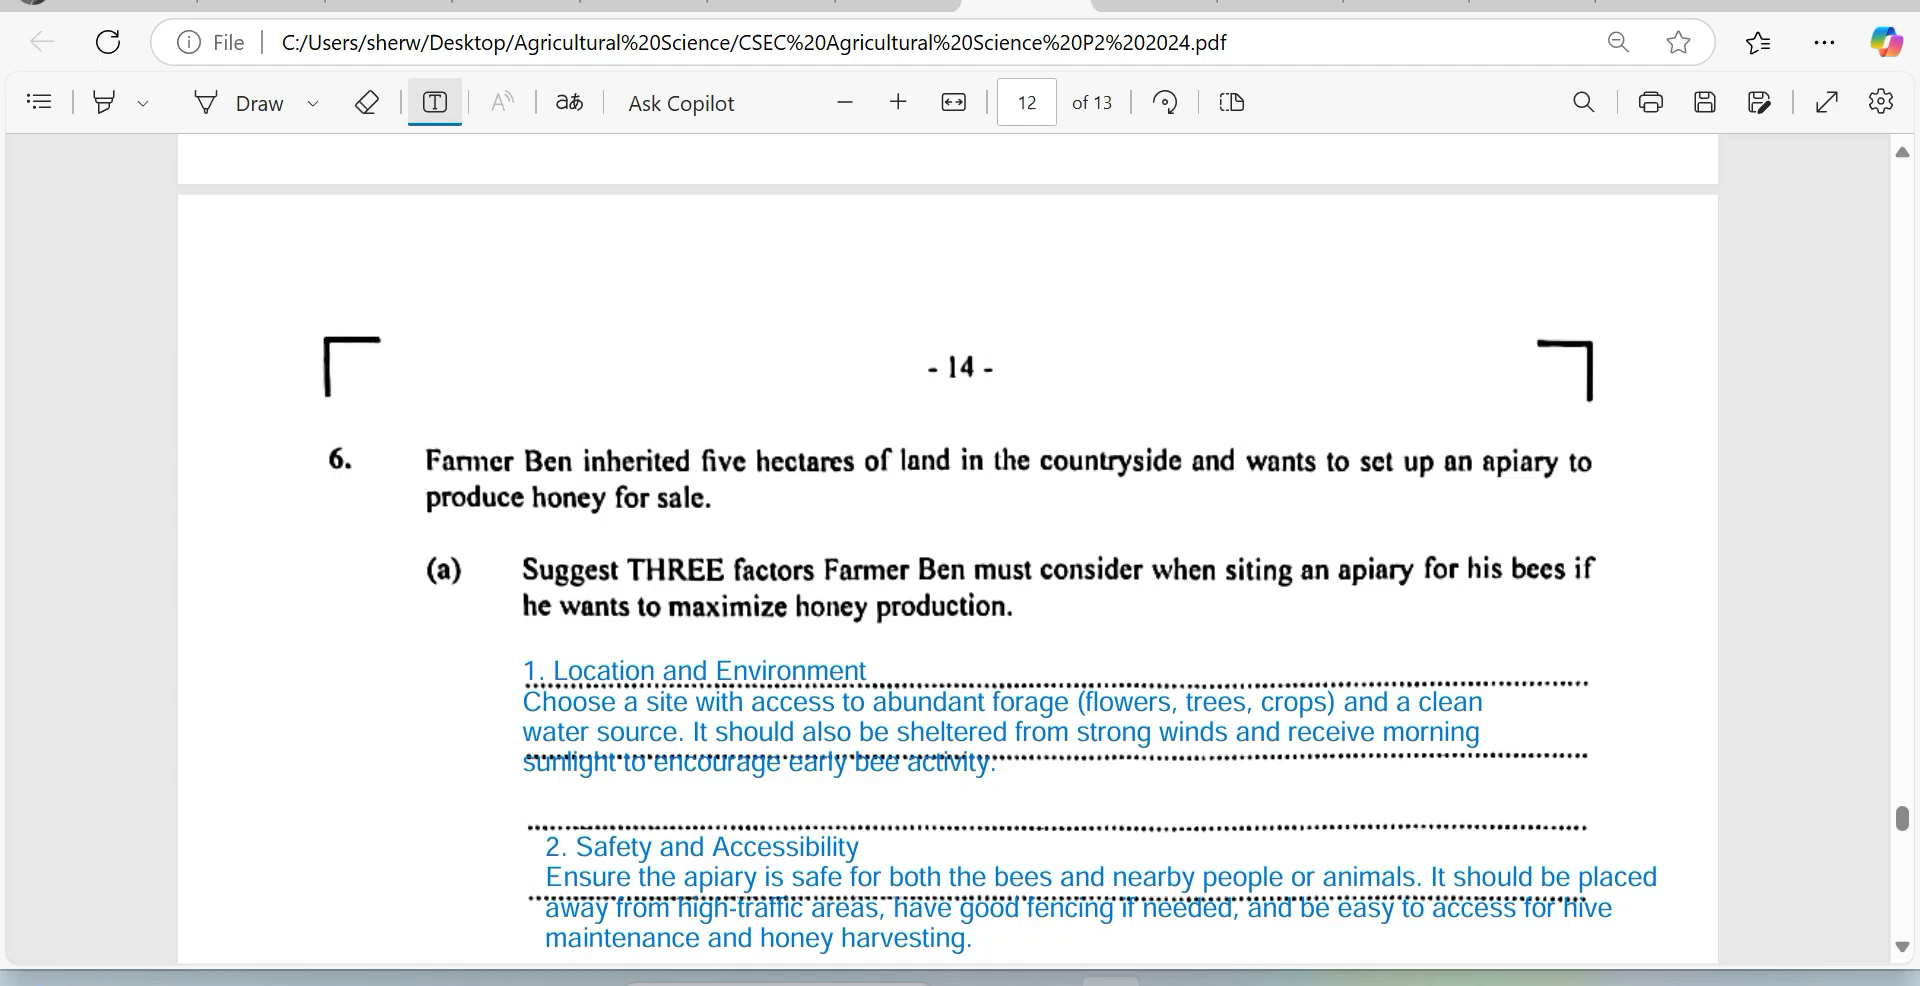 File
C:/Users/sherw/Desktop/Agricultural%20Science/CSEC%20Agricultural%20Science%20P2%202024.pdf
Draw
Ask Copilot
12 of 13
- 14 -
6. Farmer Ben inherited five hectares of land in the countryside and wants to set up an apiary to
produce honey for sale.
(a) Suggest THREE factors Farmer Ben must consider when siting an apiary for his bees if
he wants to maximize honey production.
1. Location and Environment
Choose a site with access to abundant forage (flowers, trees, crops) and a clean
water source. It should also be sheltered from strong winds and receive morning
sunlight to encourage early bee activity.
2. Safety and Accessibility
Ensure the apiary is safe for both the bees and nearby people or animals. It should be placed
away from high-traffic areas, have good fencing if needed, and be easy to access for hive
maintenance and honey harvesting.